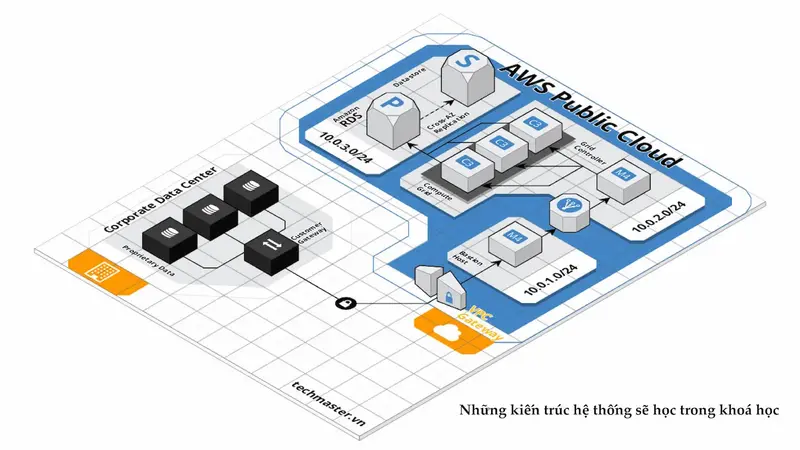 AWS Public Cloud
Datastore
S
Amazon
RDS
P
Cross-AZ
Replication
10.0.3.0/24
C3
C3
C3
Compute
Grid
Grid
Controller
M4
10.0.2.0/24
Bastion
Host
M4
10.0.1.0/24
VPC
Gateway
Corporate Data Center
Customer
Gateway
Proprietary Data
techmaster.vn
Những kiến trúc hệ thống sẽ học trong khoá học